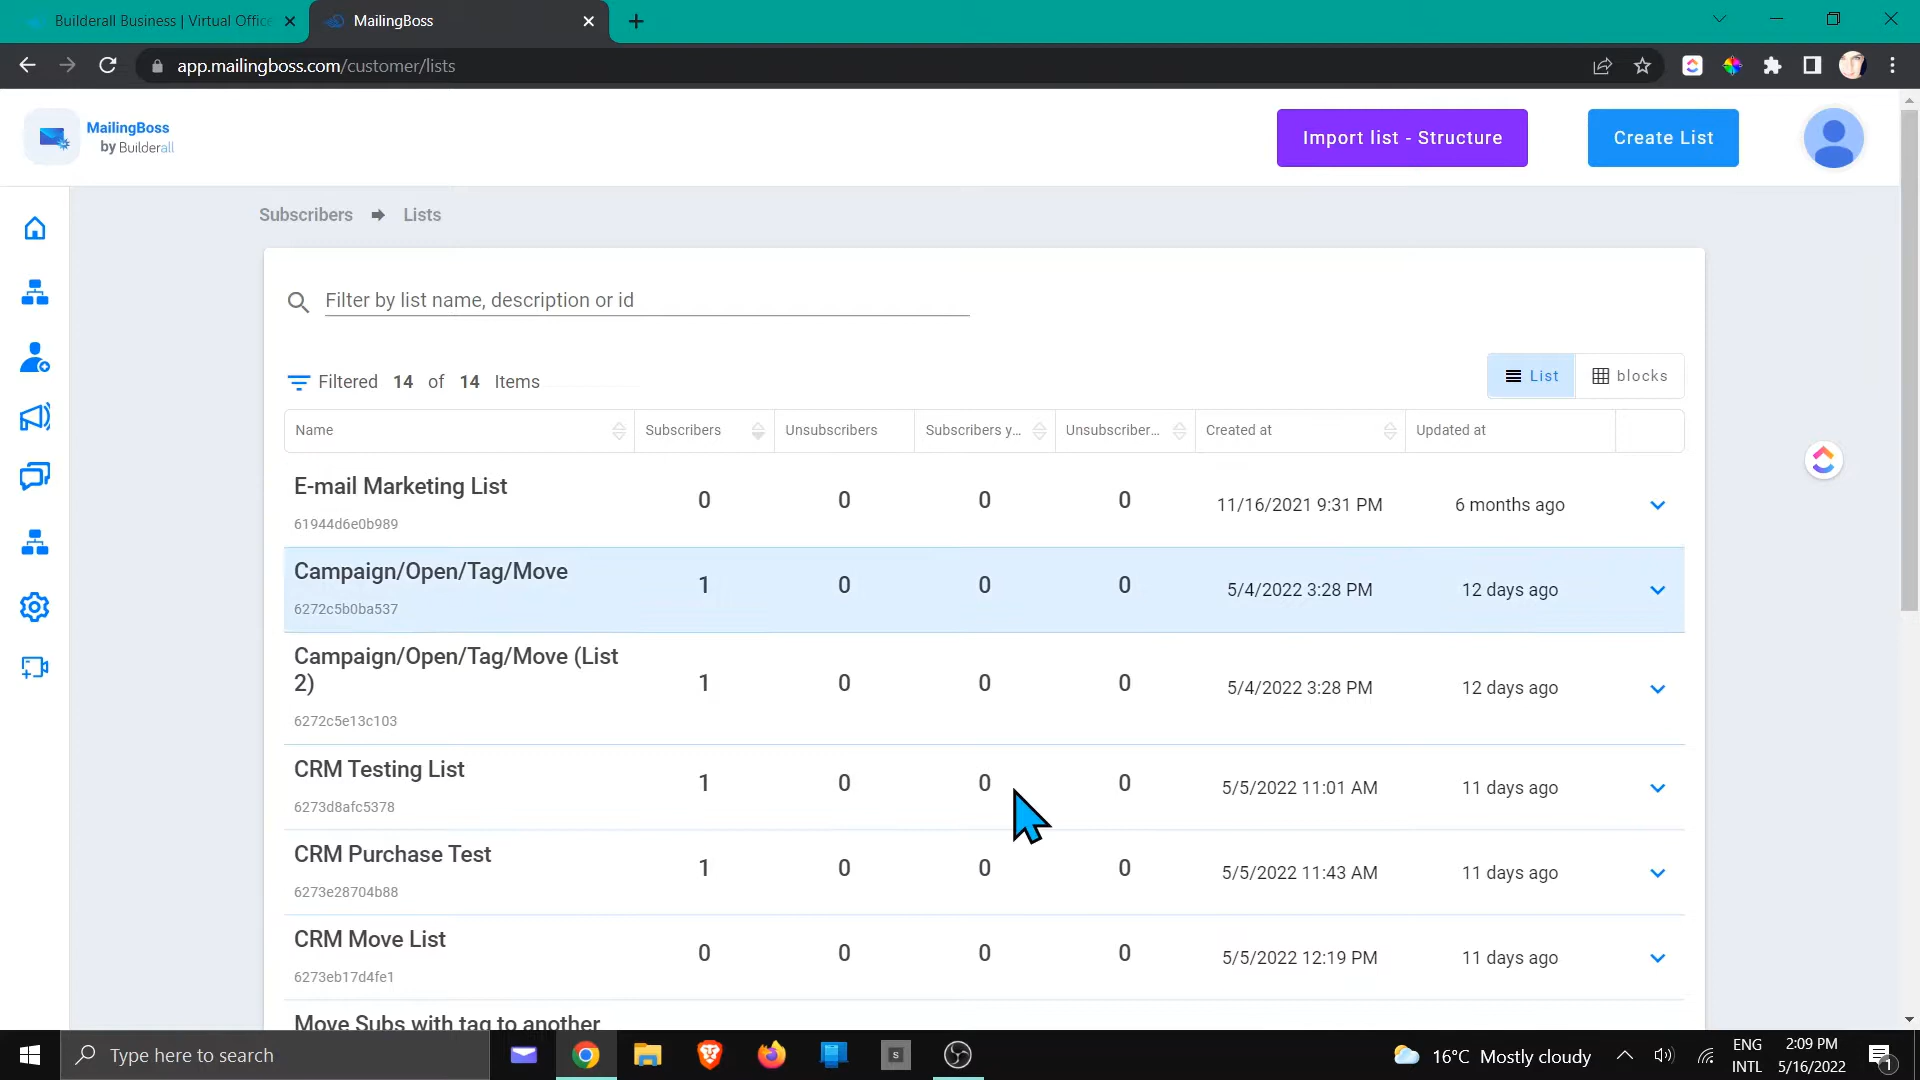 Builderall Business | Virtual Office
MailingBoss
app.mailingboss.com/customer/lists
MailingBoss
by Builderall
Import list - Structure
Create List
Subscribers Lists
Filter by list name, description or id
Filtered 14 of 14 Items
List
blocks
Name Subscribers Unsubscribers Subscribers y... Unsubscriber... Created at Updated at
E-mail Marketing List
61944d6e0b989
0 0 0 0 11/16/2021 9:31 PM 6 months ago
Campaign/Open/Tag/Move
6272c5b0ba537
1 0 0 0 5/4/2022 3:28 PM 12 days ago
Campaign/Open/Tag/Move (List
2)
6272c5e13c103
1 0 0 0 5/4/2022 3:28 PM 12 days ago
CRM Testing List
6273d8afc5378
1 0 0 0 5/5/2022 11:01 AM 11 days ago
CRM Purchase Test
6273e28704b88
1 0 0 0 5/5/2022 11:43 AM 11 days ago
CRM Move List
6273eb17d4fe1
0 0 0 0 5/5/2022 12:19 PM 11 days ago
Move Subs with tag to another
Type here to search
S
16°C Mostly cloudy
ENG
INTL
2:09 PM
5/16/2022
1